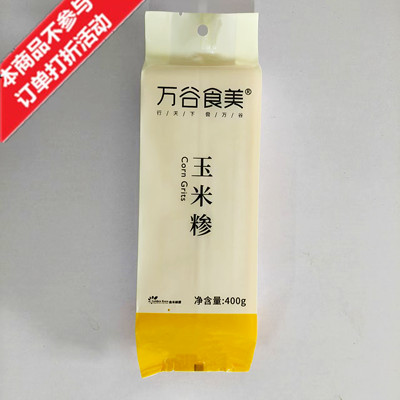 本商品不参与
订单打折活动
万谷食美®
行/天/下 食/万/谷
玉米糁
Corn Grits
净含量:400g